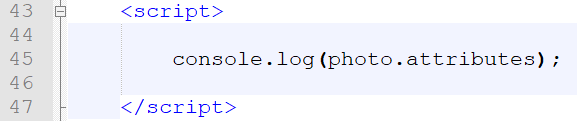 43 <script>
44
45 console.log(photo.attributes);
46
47 </script>